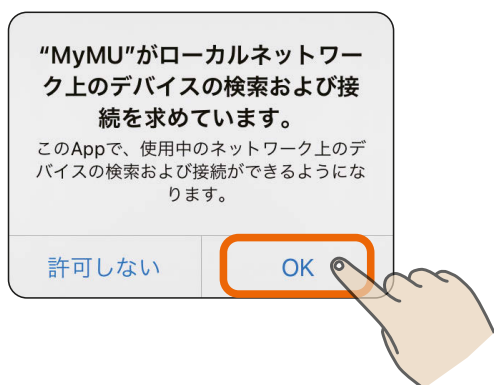 “MyMU”がローカルネットワー
ク上のデバイスの検索および接
続を求めています。
このAppで、使用中のネットワーク上のデ
バイスの検索および接続ができるようにな
ります。
許可しない
OK